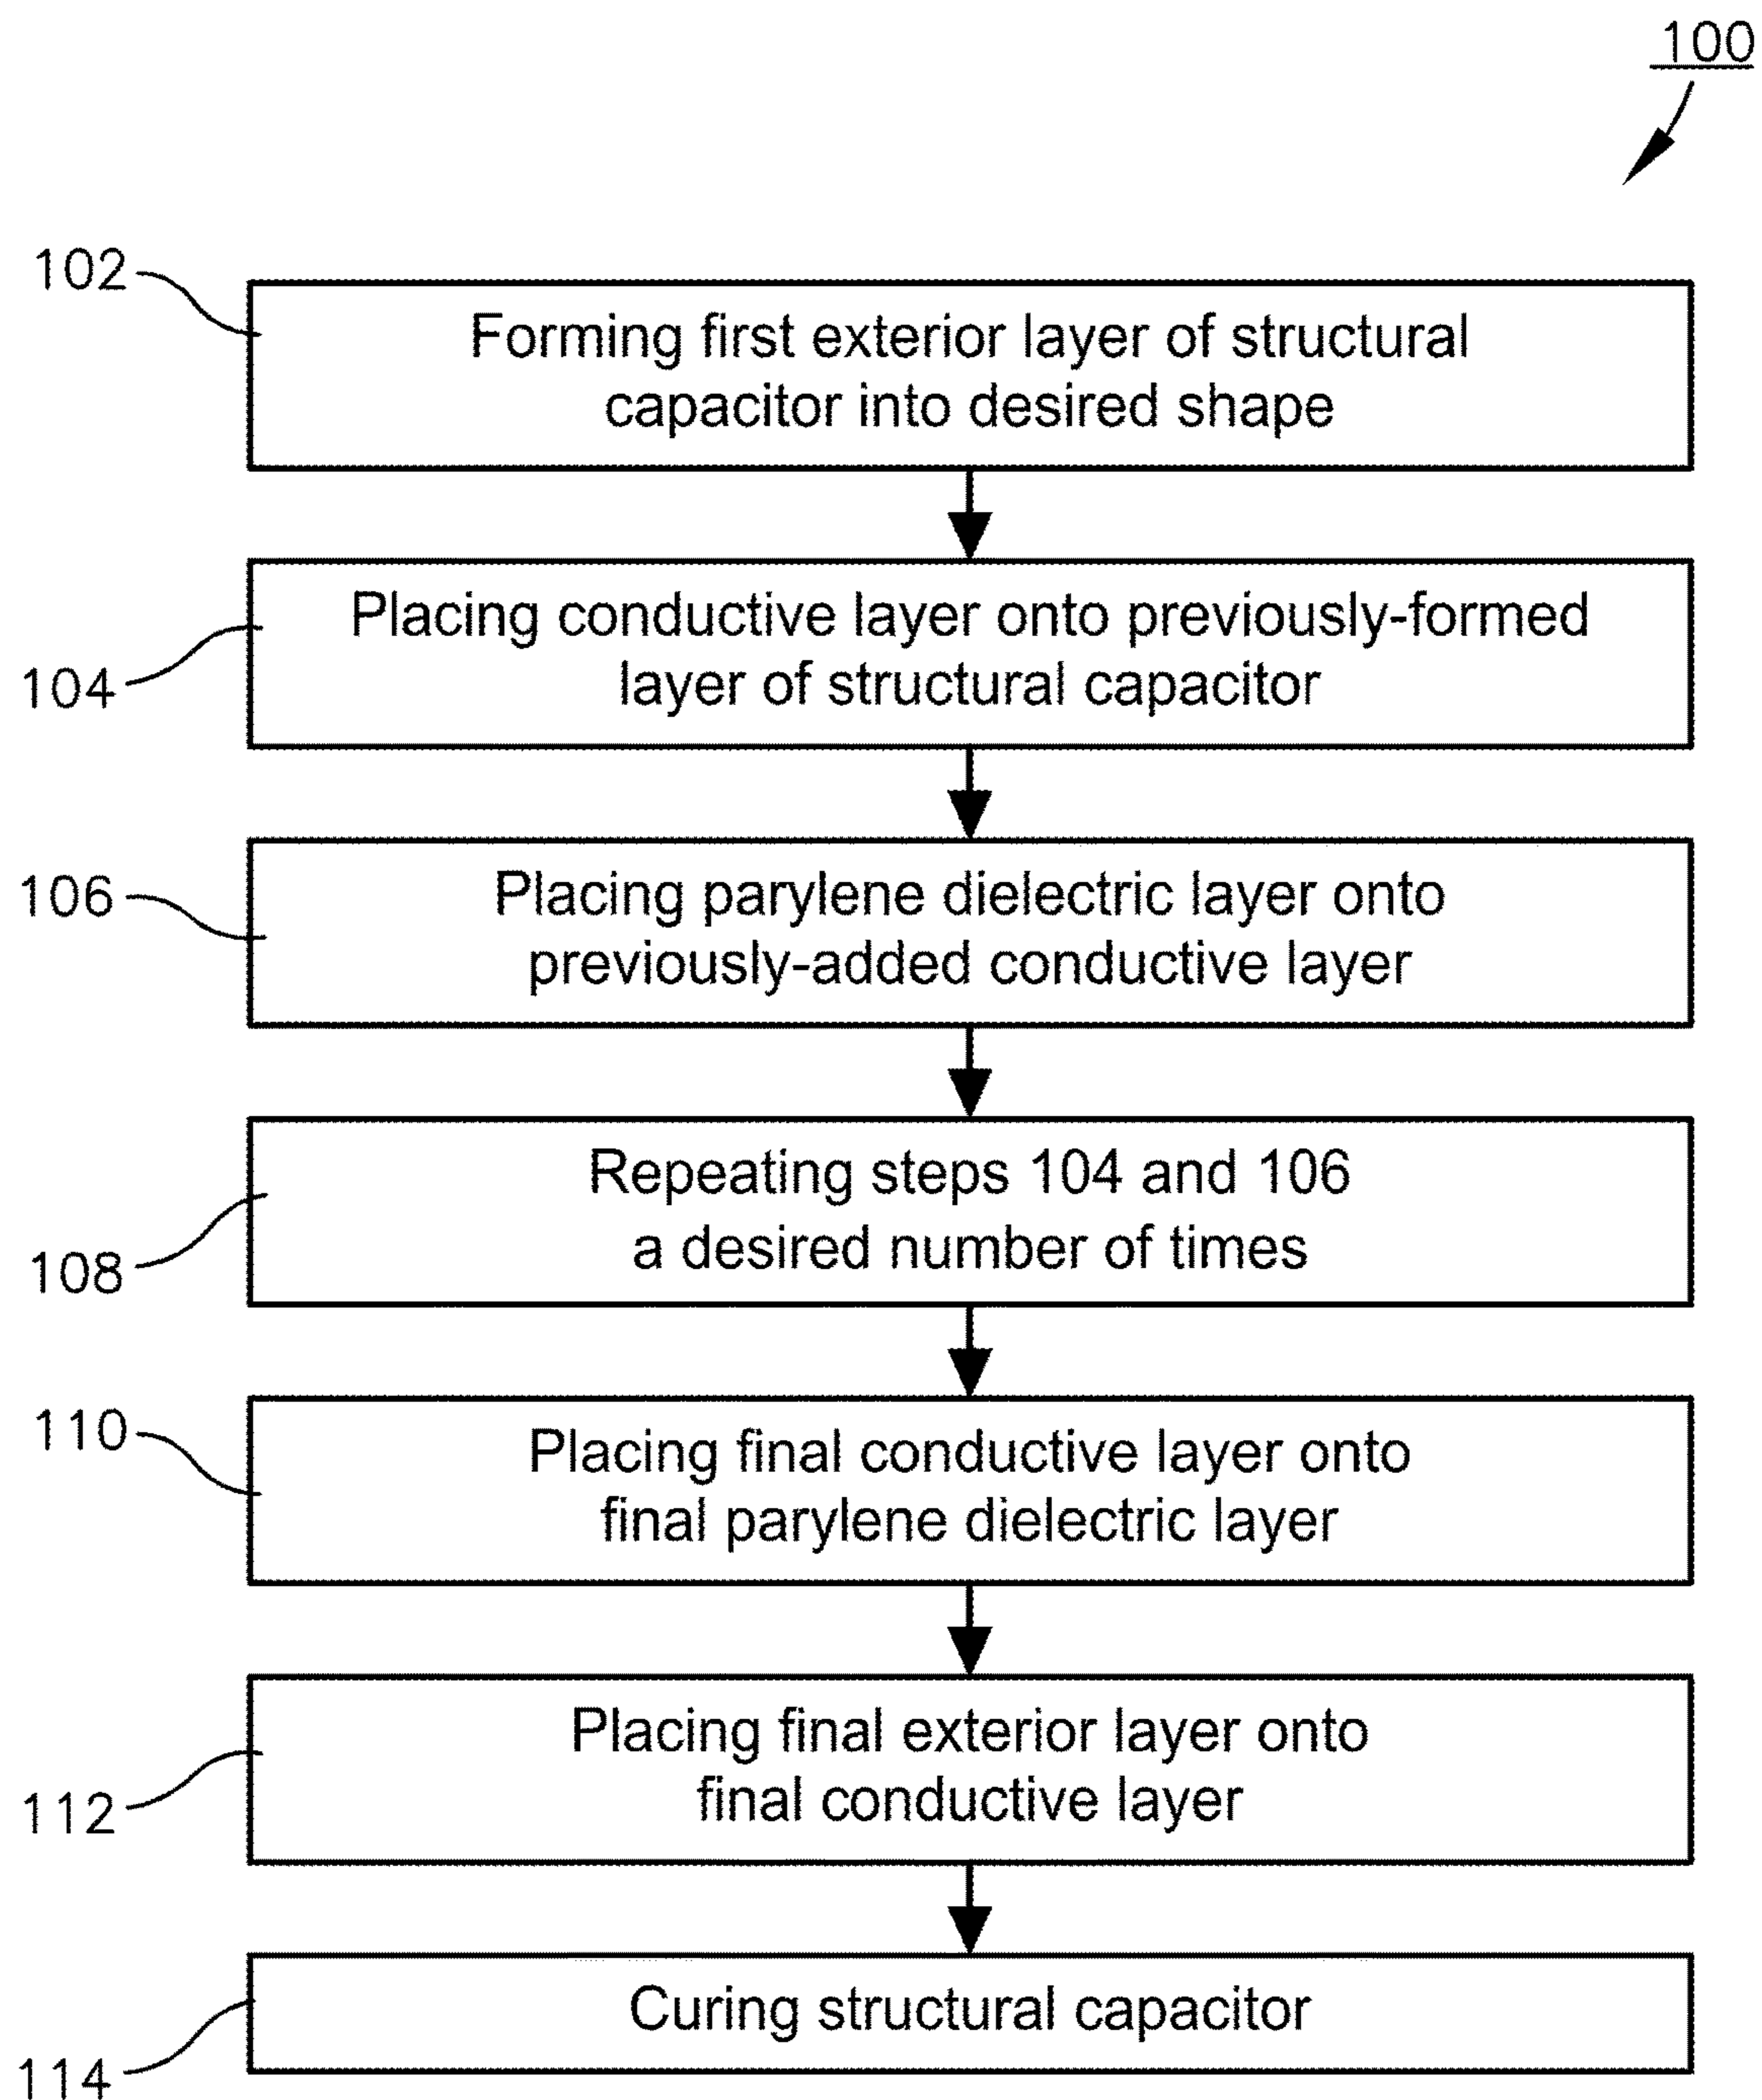 100
102
Forming first exterior layer of structural
capacitor into desired shape
104
Placing conductive layer onto previously-formed
layer of structural capacitor
106
Placing parylene dielectric layer onto
previously-added conductive layer
108
Repeating steps 104 and 106
a desired number of times
110
Placing final conductive layer onto
final parylene dielectric layer
112
Placing final exterior layer onto
final conductive layer
114
Curing structural capacitor